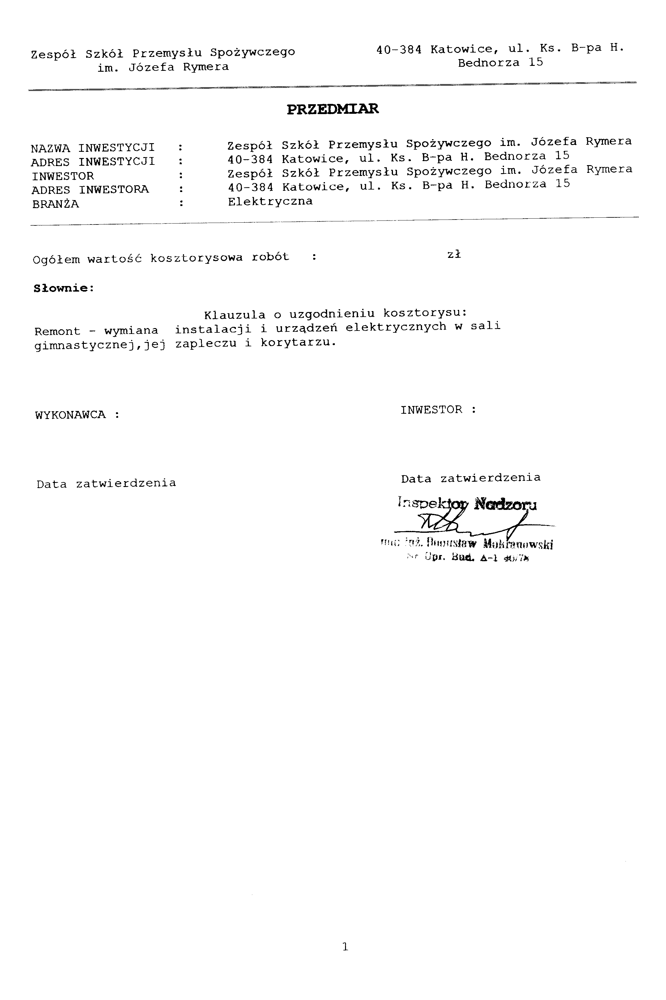 Zespół Szkół Przemysłu Spożywczego
im. Józefa Rymera
40-384 Katowice, ul. Ks. B-pa H.
Bednorza 15
PRZEDMIAR
NAZWA INWESTYCJI : Zespół Szkół Przemysłu Spożywczego im. Józefa Rymera
ADRES INWESTYCJI : 40-384 Katowice, ul. Ks. B-pa H. Bednorza 15
INWESTOR : Zespół Szkół Przemysłu Spożywczego im. Józefa Rymera
ADRES INWESTORA : 40-384 Katowice, ul. Ks. B-pa H. Bednorza 15
BRANŻA : Elektryczna
Ogółem wartość kosztorysowa robót : zł
Słownie:
Klauzula o uzgodnieniu kosztorysu:
Remont - wymiana instalacji i urządzeń elektrycznych w sali
gimnastycznej,jej zapleczu i korytarzu.
WYKONAWCA :
INWESTOR :
Data zatwierdzenia
Data zatwierdzenia
Inspektor Nadzoru
inż. Mokranowski
Nr Upr. Bud. A-1
1